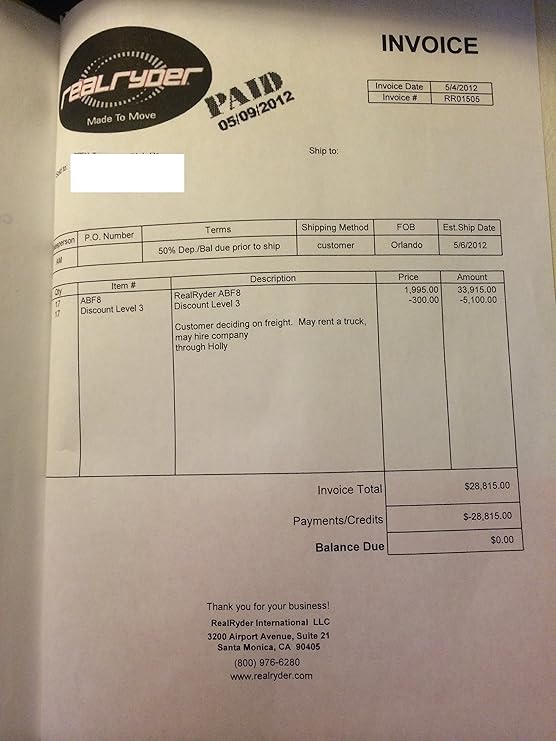 INVOICE
realryder
Made To Move
PAID
05/09/2012
Invoice Date 5/4/2012
Invoice # RR01505
Sold to:
Ship to:
P.O. Number Terms Shipping Method FOB Est.Ship Date
50% Dep./Bal due prior to ship customer Orlando 5/6/2012
Qty Item # Description Price Amount
17 ABF8 RealRyder ABF8 1,995.00 33,915.00
17 Discount Level 3 Discount Level 3 -300.00 -5,100.00
Customer deciding on freight. May rent a truck,
may hire company
through Holly
Invoice Total $28,815.00
Payments/Credits $-28,815.00
Balance Due $0.00
Thank you for your business!
RealRyder International LLC
3200 Airport Avenue, Suite 21
Santa Monica, CA 90405
(800) 976-6280
www.realryder.com